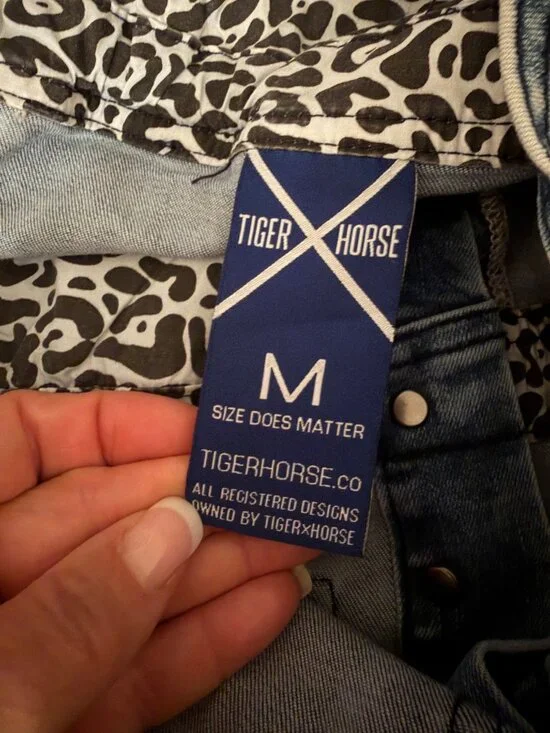 TIGER X HORSE
M
SIZE DOES MATTER
TIGERHORSE.CO
ALL REGISTERED DESIGNS
OWNED BY TIGER×HORSE